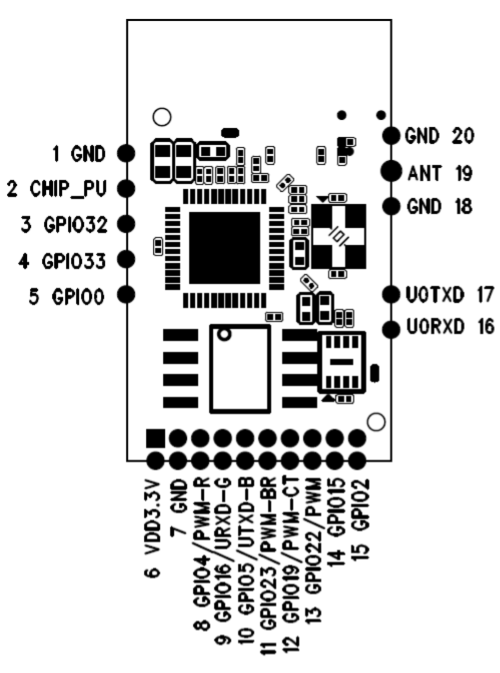 1 GND
2 CHIP_PU
3 GPIO32
4 GPIO33
5 GPIO0
GND 20
ANT 19
GND 18
U0TXD 17
U0RXD 16
6 VDD3.3V
7 GND
8 GPIO4/PWM-R
9 GPIO16/URXD-G
10 GPIO5/UTXD-B
11 GPIO23/PWM-BR
12 GPIO19/PWM-CT
13 GPIO22/PWM
14 GPIO15
15 GPIO2